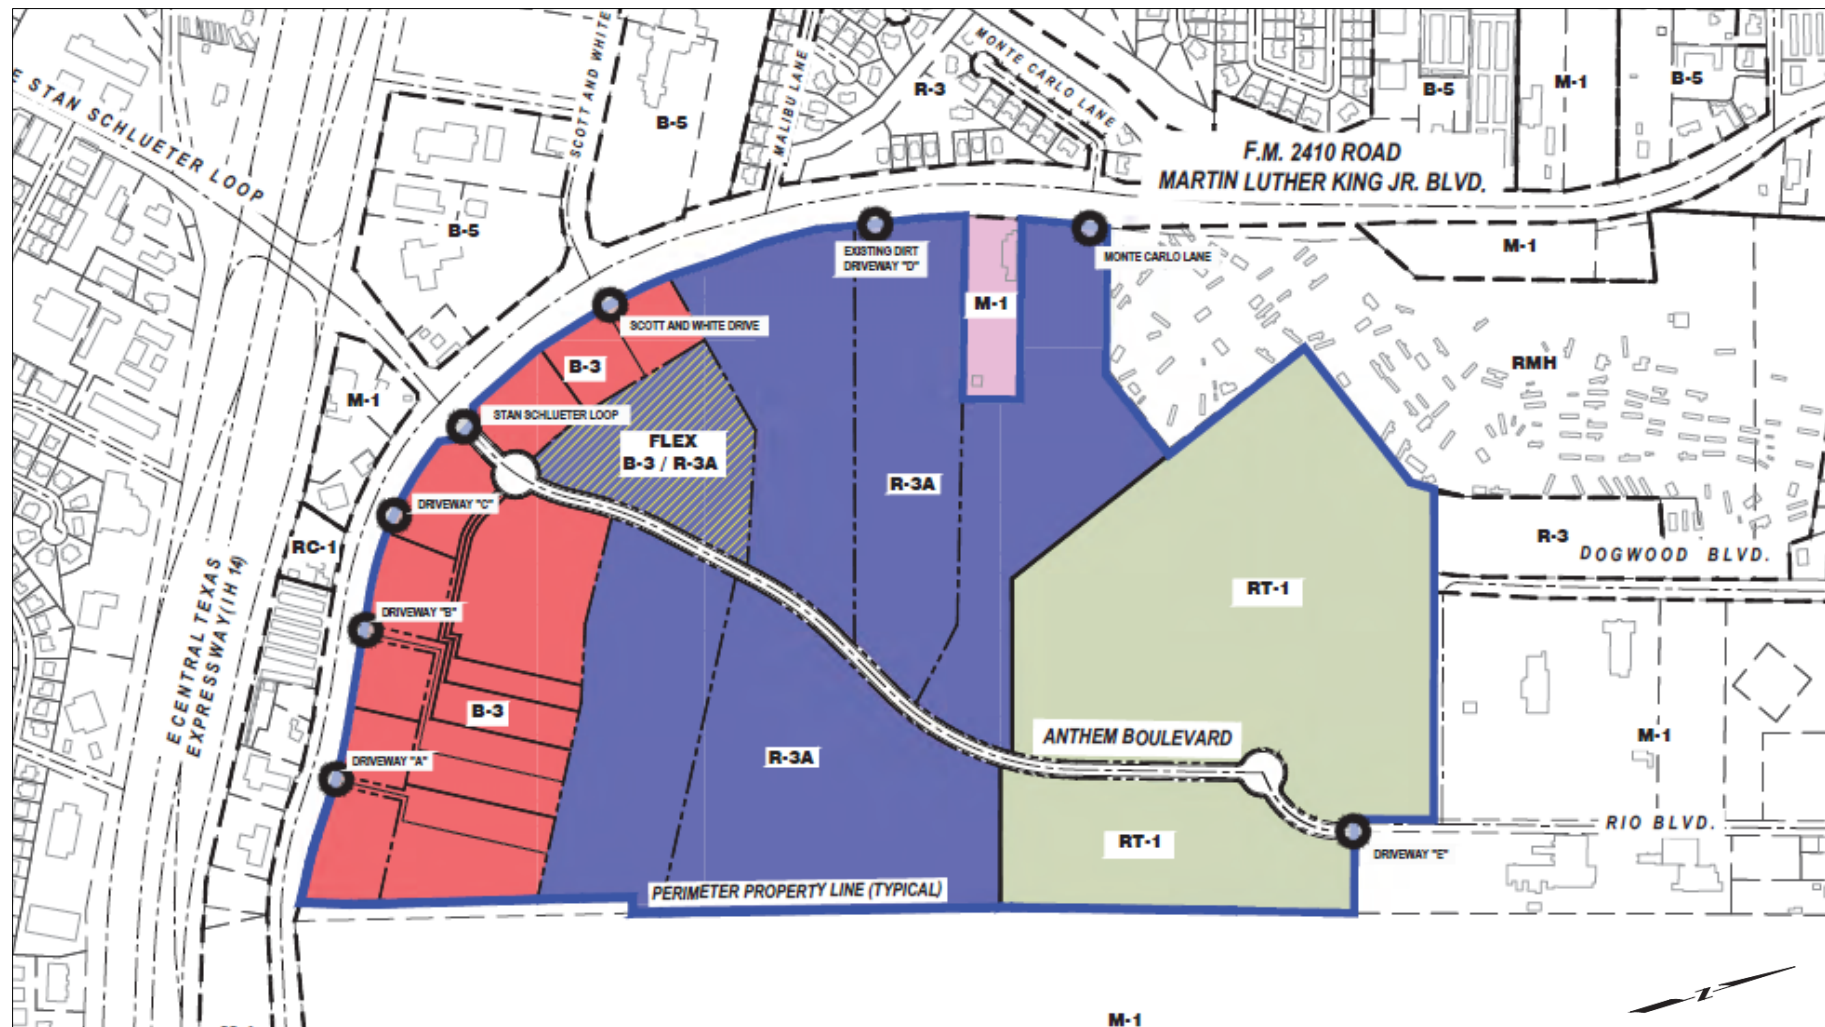 SCOTT AND WHITE
MALIBU LANE
MONTE CARLO LANE
R-3
B-5
M-1
B-5
B-5
E STAN SCHLUETER LOOP
B-5
F.M. 2410 ROAD
MARTIN LUTHER KING JR. BLVD.
M-1
EXISTING DIRT
DRIVEWAY "D"
MONTE CARLO LANE
M-1
SCOTT AND WHITE DRIVE
B-3
RMH
M-1
STAN SCHLUETER LOOP
FLEX
B-3 / R-3A
R-3A
DRIVEWAY "C"
RC-1
R-3
DOGWOOD BLVD.
RT-1
DRIVEWAY "B"
E CENTRAL TEXAS
EXPRESSWAY (I H 14)
B-3
ANTHEM BOULEVARD
M-1
R-3A
DRIVEWAY "A"
RIO BLVD.
RT-1
DRIVEWAY "E"
PERIMETER PROPERTY LINE (TYPICAL)
Z
M-1